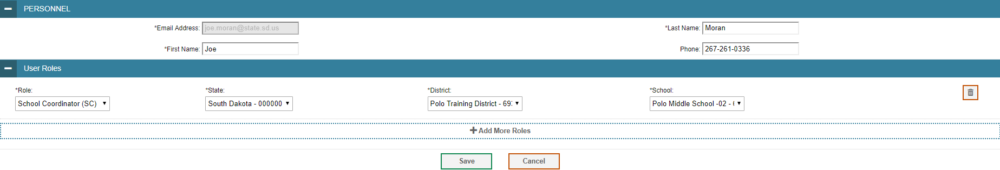 PERSONNEL
*Email Address: joe.moran@state.sd.us *Last Name: Moran
*First Name: Joe Phone: 267-261-0336
User Roles
*Role: *State: *District: *School:
School Coordinator (SC) South Dakota - 000000 Polo Training District - 69 Polo Middle School -02 -
Add More Roles
Save Cancel